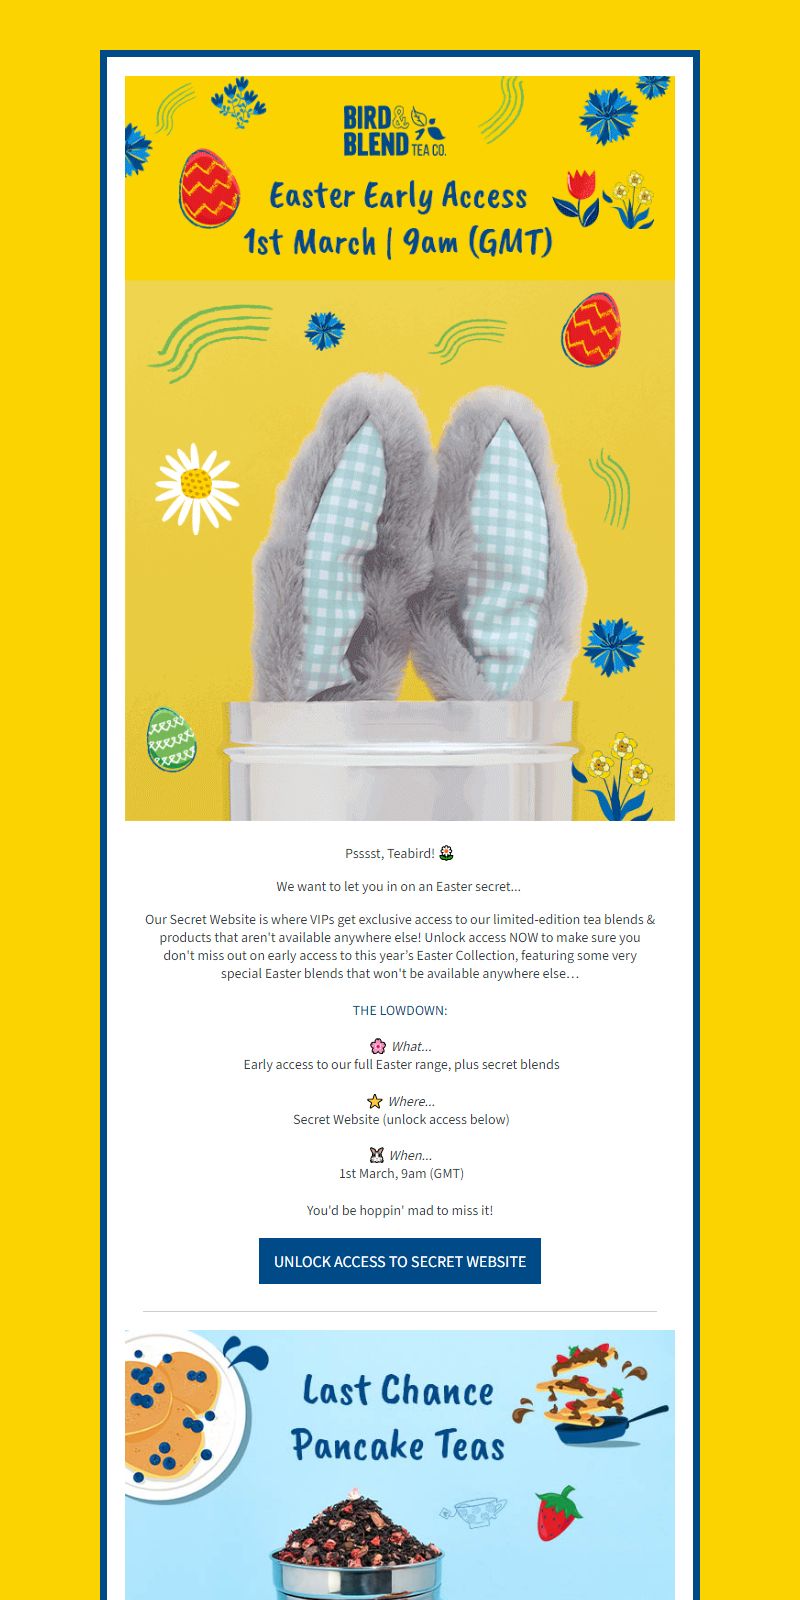 BIRD&
BLEND TEA CO.
Easter Early Access
1st March | 9am (GMT)
Psssst, Teabird! 🌼
We want to let you in on an Easter secret...
Our Secret Website is where VIPs get exclusive access to our limited-edition tea blends &
products that aren't available anywhere else! Unlock access NOW to make sure you
don't miss out on early access to this year’s Easter Collection, featuring some very
special Easter blends that won't be available anywhere else…
THE LOWDOWN:
🌸 What...
Early access to our full Easter range, plus secret blends
⭐ Where...
Secret Website (unlock access below)
🐰 When...
1st March, 9am (GMT)
You'd be hoppin' mad to miss it!
UNLOCK ACCESS TO SECRET WEBSITE
Last Chance
Pancake Teas